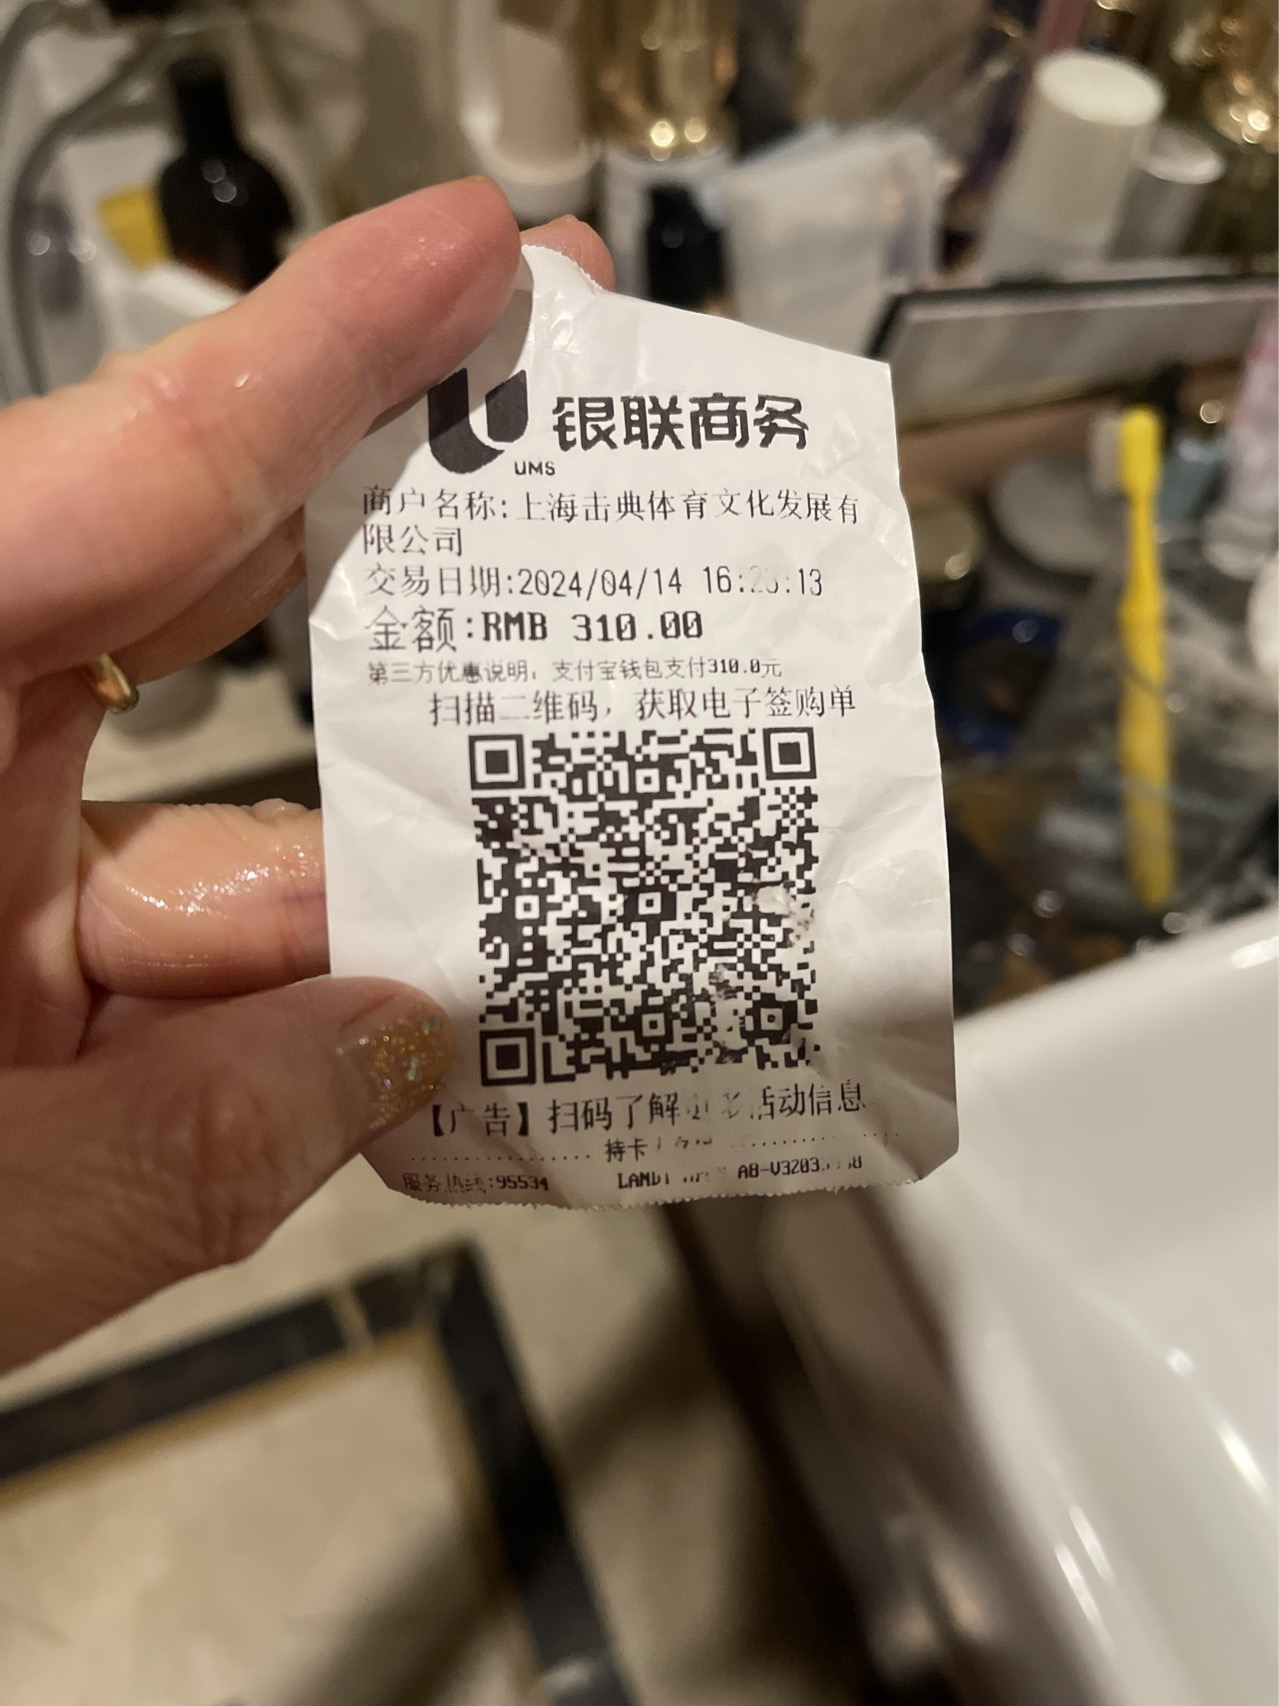 银联商务
UMS
商户名称:上海击典体育文化发展有
限公司
交易日期:2024/04/14 16: :13
金额:RMB 310.00
第三方优惠说明: 支付宝钱包支付310.0元
扫描二维码，获取电子签购单
【广告】扫码了解 活动信息
持卡
服务热线:95534 LANDI A8-V3203